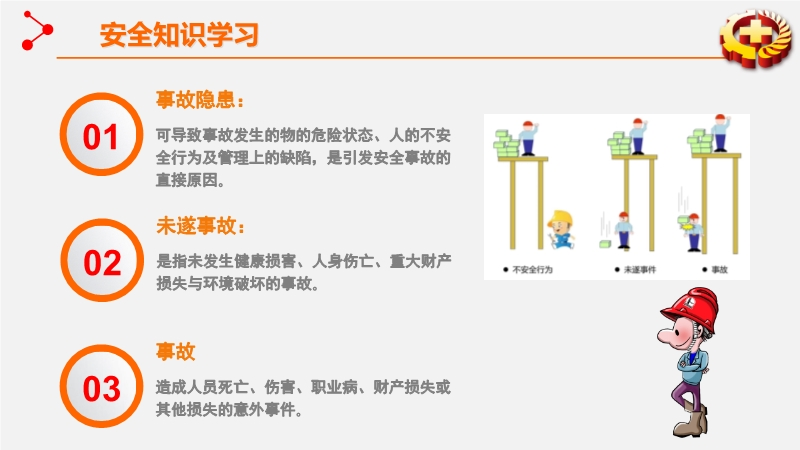 安全知识学习
01
事故隐患：
可导致事故发生的物的危险状态、人的不安
全行为及管理上的缺陷，是引发安全事故的
直接原因。
02
未遂事故：
是指未发生健康损害、人身伤亡、重大财产
损失与环境破坏的事故。
03
事故
造成人员死亡、伤害、职业病、财产损失或
其他损失的意外事件。
● 不安全行为
● 未遂事件
● 事故